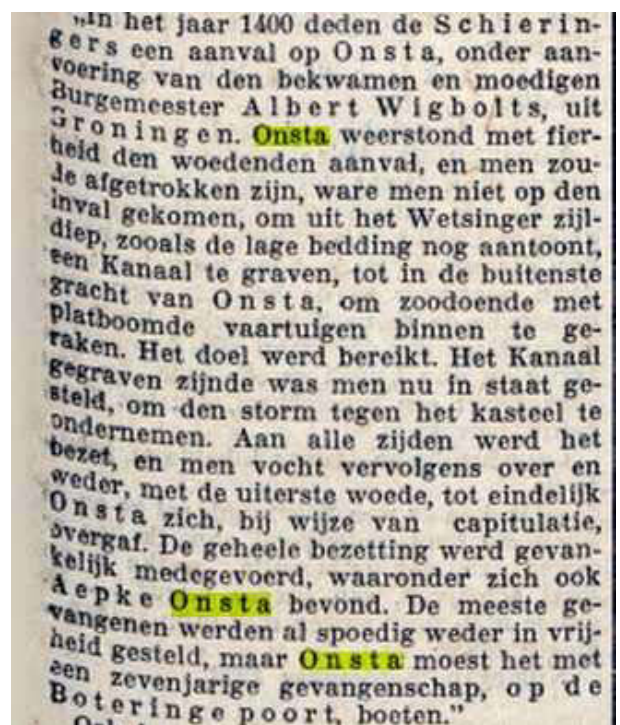 „In het jaar 1400 deden de Schierin-
gers een aanval op Onsta, onder aan-
voering van den bekwamen en moedigen
Burgemeester Albert Wigbolts, uit
Groningen. Onsta weerstond met fier-
heid den woedenden aanval, en men zou-
de afgetrokken zijn, ware men niet op den
inval gekomen, om uit het Wetsinger zijl-
diep, zooals de lage bedding nog aantoont,
een Kanaal te graven, tot in de buitenste
gracht van Onsta, om zoodoende met
platboomde vaartuigen binnen te ge-
raken. Het doel werd bereikt. Het Kanaal
gegraven zijnde was men nu in staat ge-
steld, om den storm tegen het kasteel te
ondernemen. Aan alle zijden werd het
bezet, en men vocht vervolgens over en
weder, met de uiterste woede, tot eindelijk
Onsta zich, bij wijze van capitulatie,
overgaf. De geheele bezetting werd gevan-
kelijk medegevoerd, waaronder zich ook
Aepke Onsta bevond. De meeste ge-
vangenen werden al spoedig weder in vrij-
heid gesteld, maar Onsta moest het met
een zevenjarige gevangenschap, op de
Boteringepoort, boeten.”